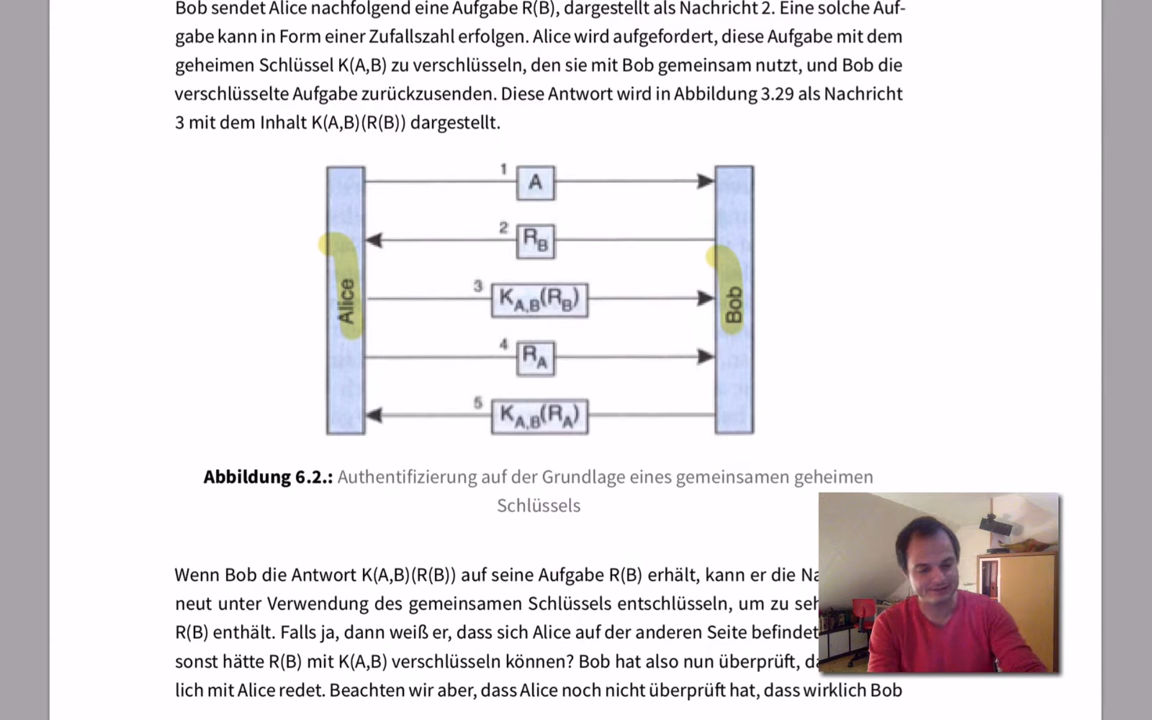 Bob sendet Alice nachfolgend eine Aufgabe R(B), dargestellt als Nachricht 2. Eine solche Auf-
gabe kann in Form einer Zufallszahl erfolgen. Alice wird aufgefordert, diese Aufgabe mit dem
geheimen Schlüssel K(A,B) zu verschlüsseln, den sie mit Bob gemeinsam nutzt, und Bob die
verschlüsselte Aufgabe zurückzusenden. Diese Antwort wird in Abbildung 3.29 als Nachricht
3 mit dem Inhalt K(A,B)(R(B)) dargestellt.
1 A
2 RB
Alice
3 KA,B(RB)
Bob
4 RA
5 KA,B(RA)
Abbildung 6.2.: Authentifizierung auf der Grundlage eines gemeinsamen geheimen
Schlüssels
Wenn Bob die Antwort K(A,B)(R(B)) auf seine Aufgabe R(B) erhält, kann er die
neut unter Verwendung des gemeinsamen Schlüssels entschlüsseln, um zu
R(B) enthält. Falls ja, dann weiß er, dass sich Alice auf der anderen Seite befindet
sonst hätte R(B) mit K(A,B) verschlüsseln können? Bob hat also nun überprüft,
lich mit Alice redet. Beachten wir aber, dass Alice noch nicht überprüft hat, dass wirklich Bob